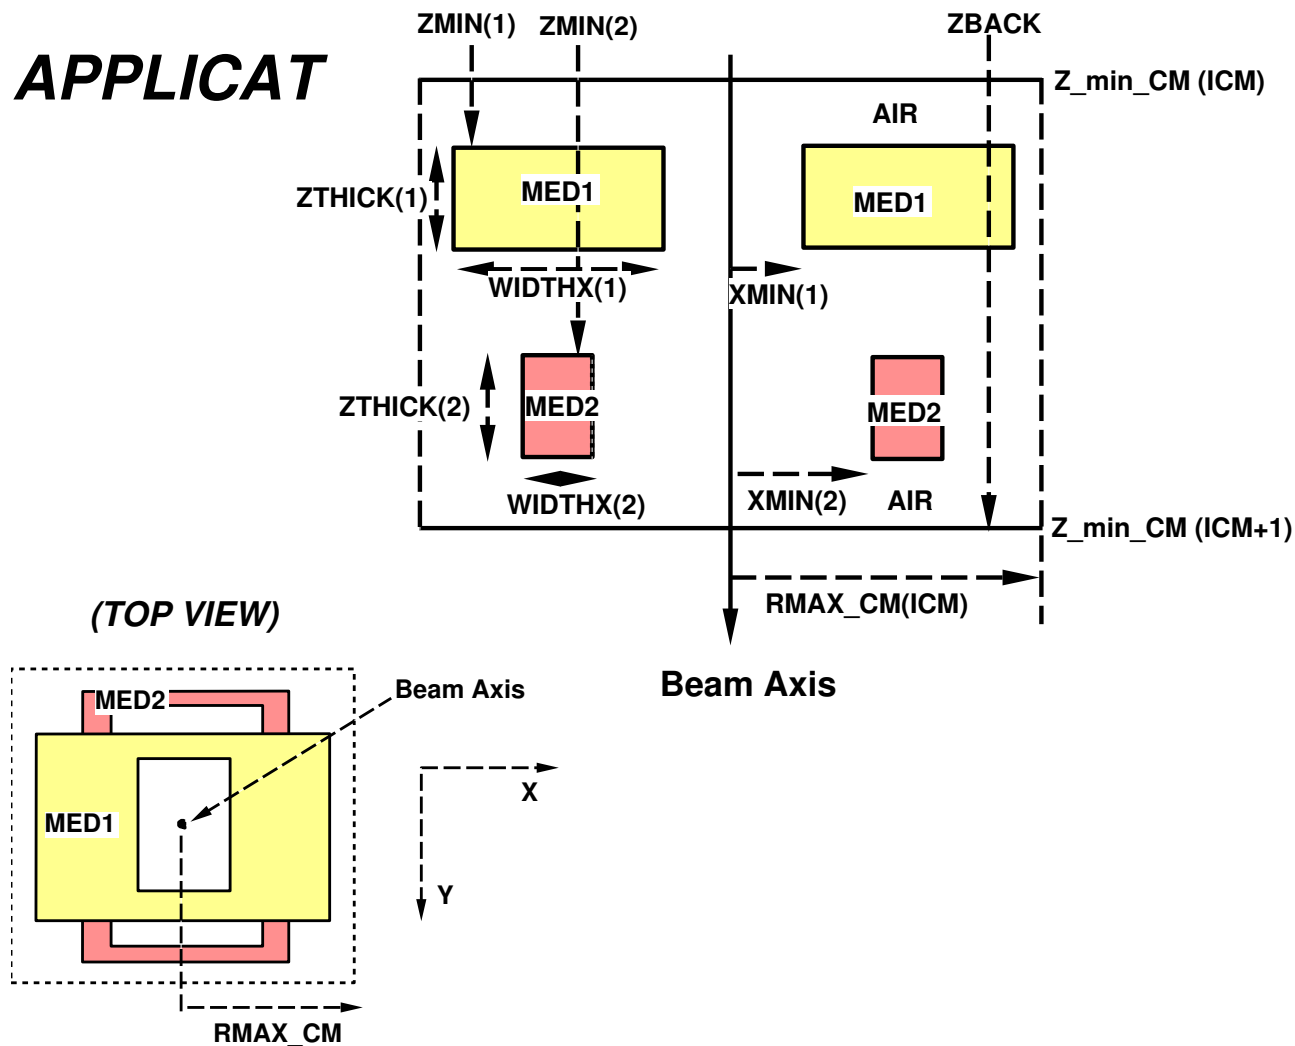 APPLICAT
ZMIN(1) ZMIN(2) ZBACK
Z_min_CM (ICM)
AIR
MED1
ZTHICK(1)
MED1
WIDTHX(1)
XMIN(1)
ZTHICK(2)
MED2
MED2
WIDTHX(2)
XMIN(2)
AIR
Z_min_CM (ICM+1)
RMAX_CM(ICM)
Beam Axis
(TOP VIEW)
MED2
Beam Axis
X
MED1
Y
RMAX_CM